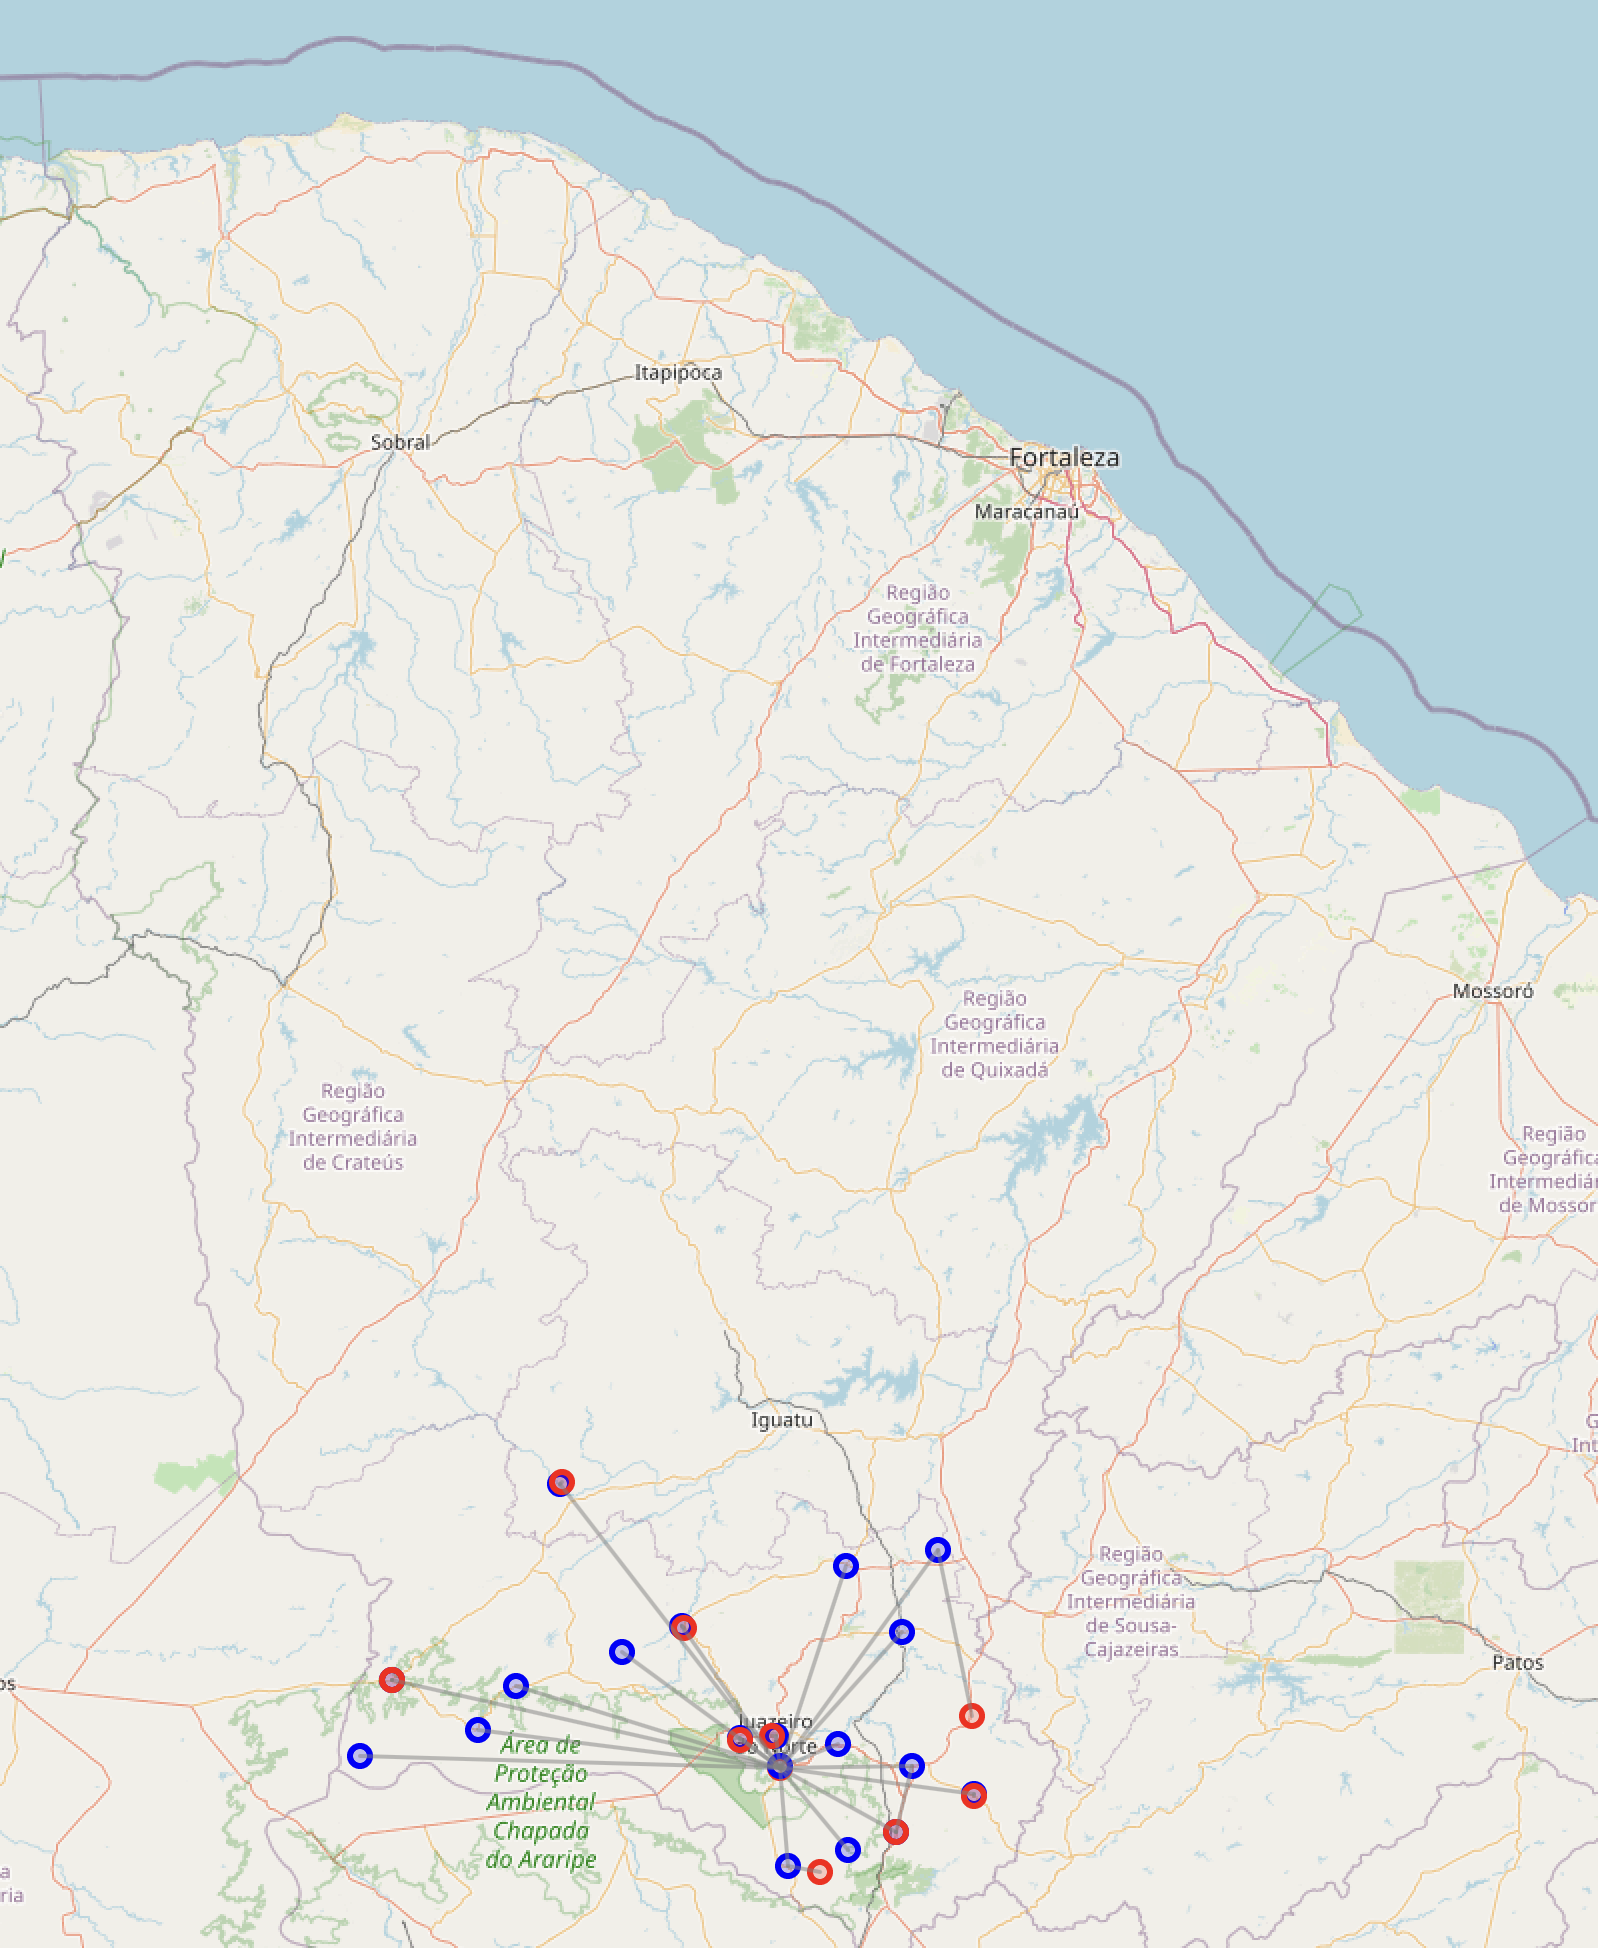 Itapipoca
Sobral
Fortaleza
Maracanaú
Região
Geográfica
Intermediária
de Fortaleza
Região
Geográfica
Intermediária
de Quixadá
Mossoró
Região
Geográfica
Intermediária
de Crateús
Região
Geográfica
Intermediár
de Mossor
Iguatu
G
Int
Região
Geográfica
Intermediária
de Sousa-
Cajazeiras
Patos
os
Juazeiro
do Norte
Área de
Proteção
Ambiental
Chapada
do Araripe
a
ria